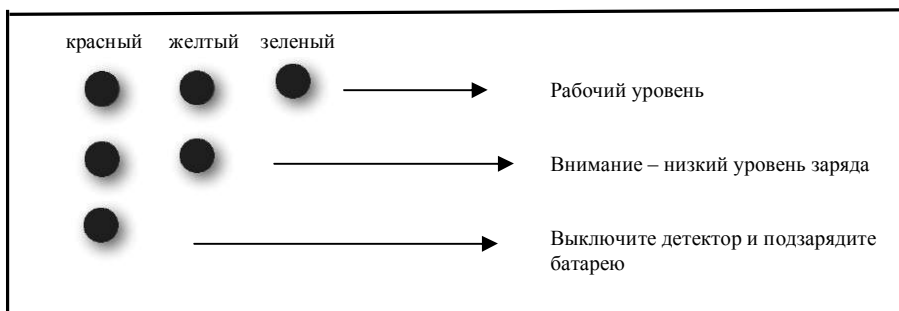 красный желтый зеленый
Рабочий уровень
Внимание – низкий уровень заряда
Выключите детектор и подзарядите
батарею